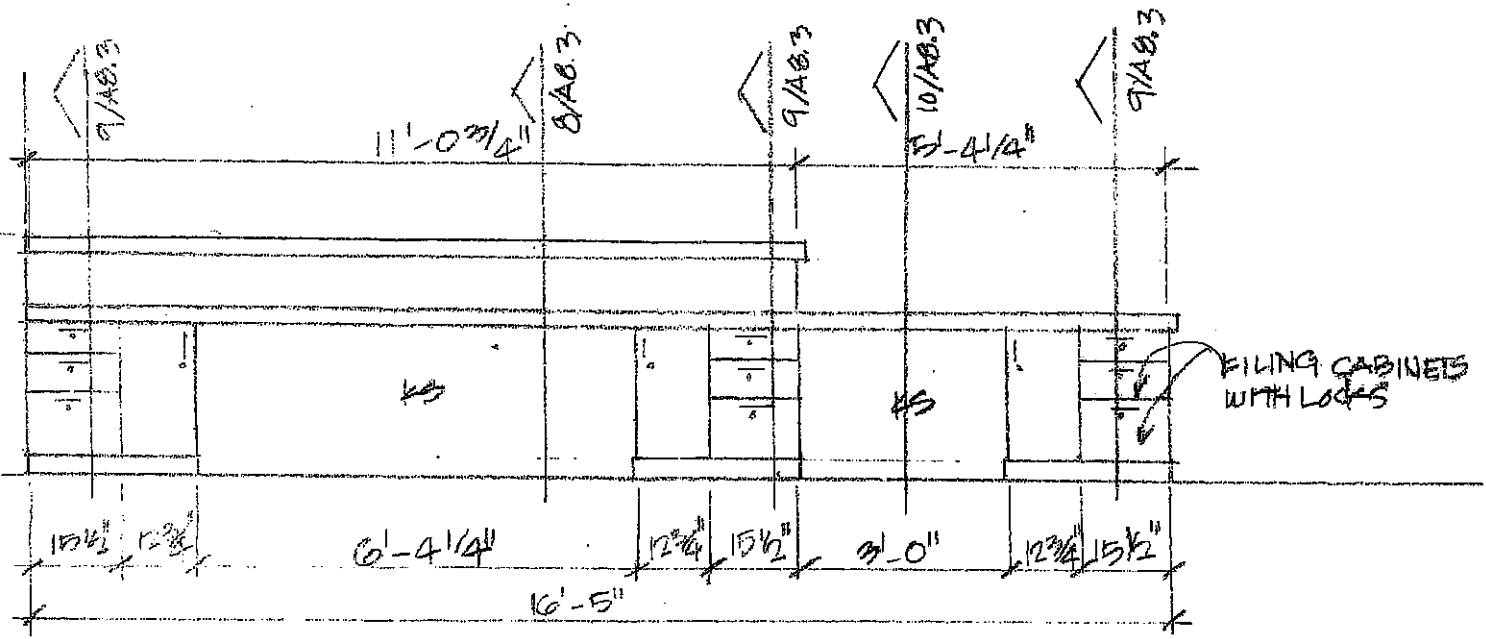 9/A8.3
8/A8.3
9/A8.3
10/A8.3
9/A8.3
11'-0 3/4"
5'-4 1/4"
KS
KS
FILING CABINETS
WITH LOCKS
15 1/2"
12 3/4"
6'-4 1/4"
12 3/4"
15 1/2"
3'-0"
12 3/4"
15 1/2"
16'-5"